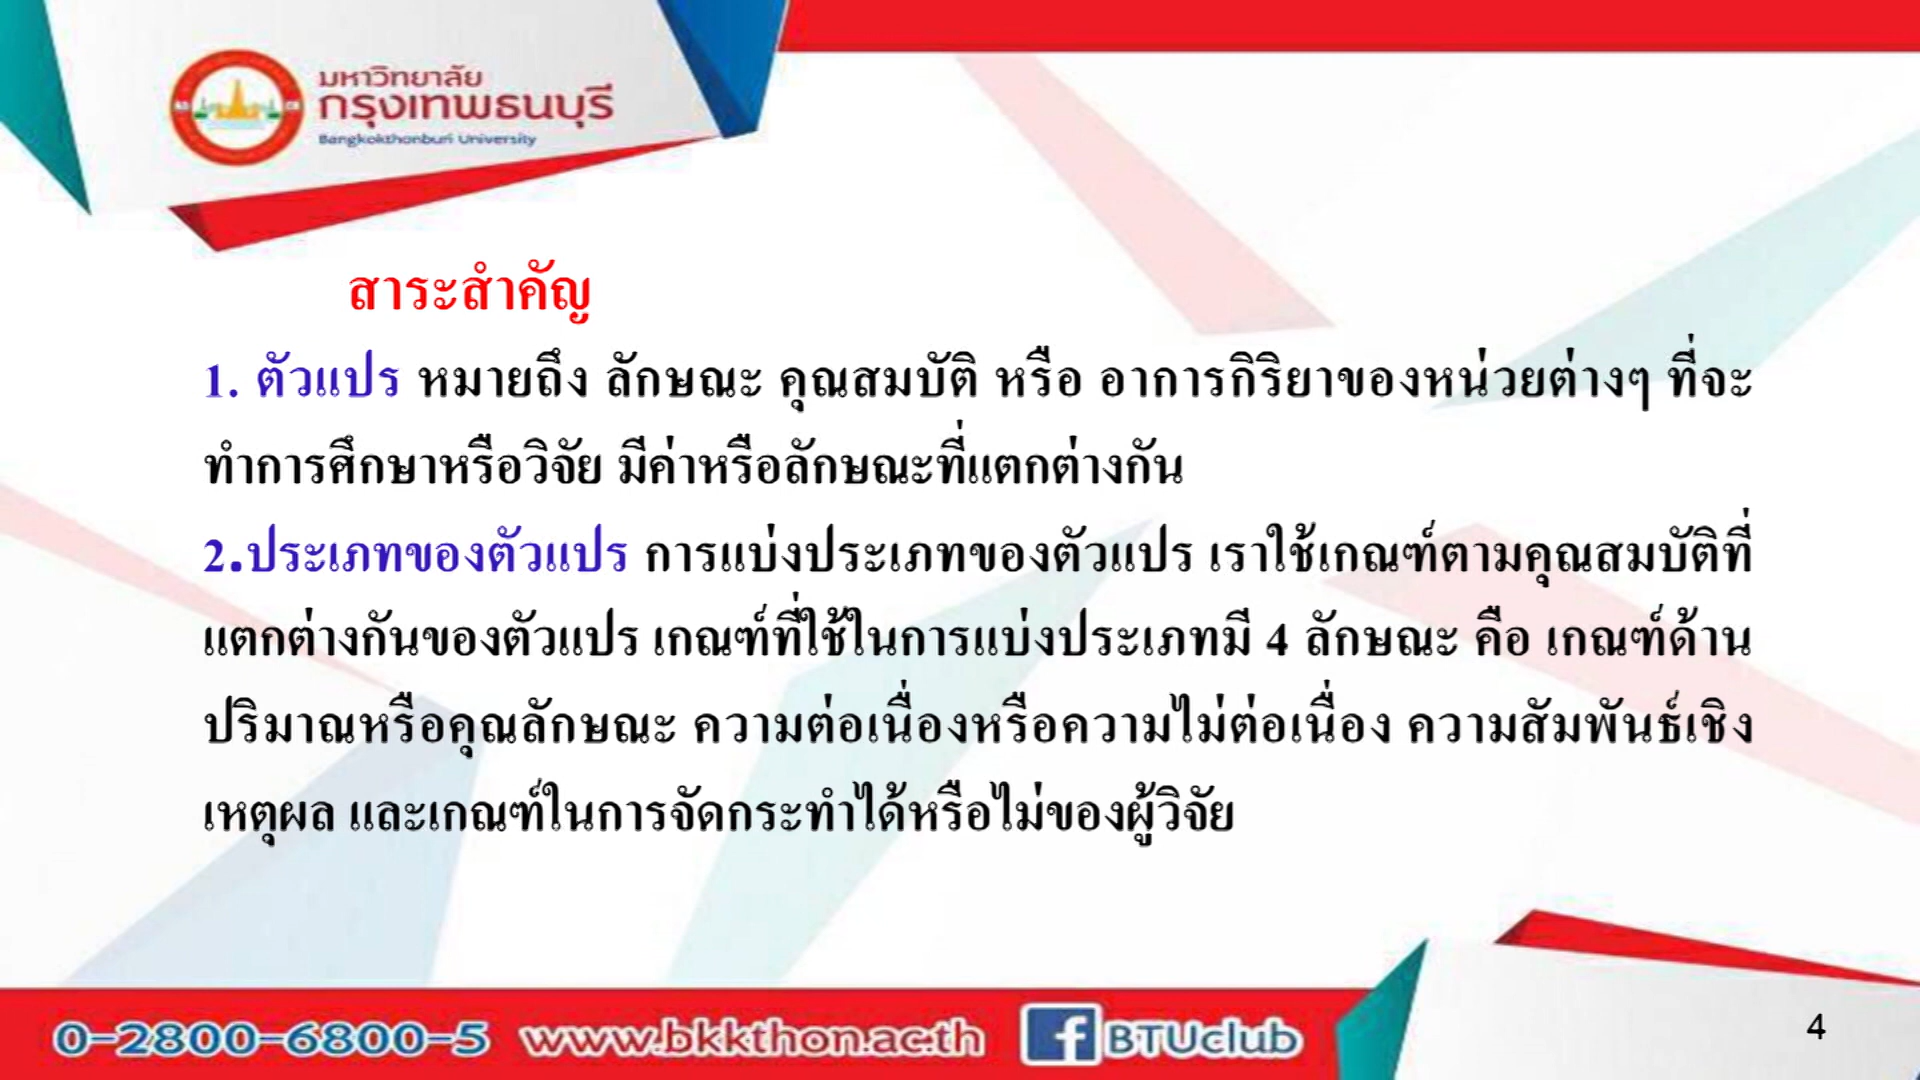 มหาวิทยาลัย
กรุงเทพธนบุรี
Bangkokthonburi University
สาระสำคัญ
1. ตัวแปร หมายถึง ลักษณะ คุณสมบัติ หรือ อาการกิริยาของหน่วยต่างๆ ที่จะ
ทำการศึกษาหรือวิจัย มีค่าหรือลักษณะที่แตกต่างกัน
2.ประเภทของตัวแปร การแบ่งประเภทของตัวแปร เราใช้เกณฑ์ตามคุณสมบัติที่
แตกต่างกันของตัวแปร เกณฑ์ที่ใช้ในการแบ่งประเภทมี 4 ลักษณะ คือ เกณฑ์ด้าน
ปริมาณหรือคุณลักษณะ ความต่อเนื่องหรือความไม่ต่อเนื่อง ความสัมพันธ์เชิง
เหตุผล และเกณฑ์ในการจัดกระทำได้หรือไม่ของผู้วิจัย
0-2800-6800-5 www.bkkthon.ac.th f BTUclub
4